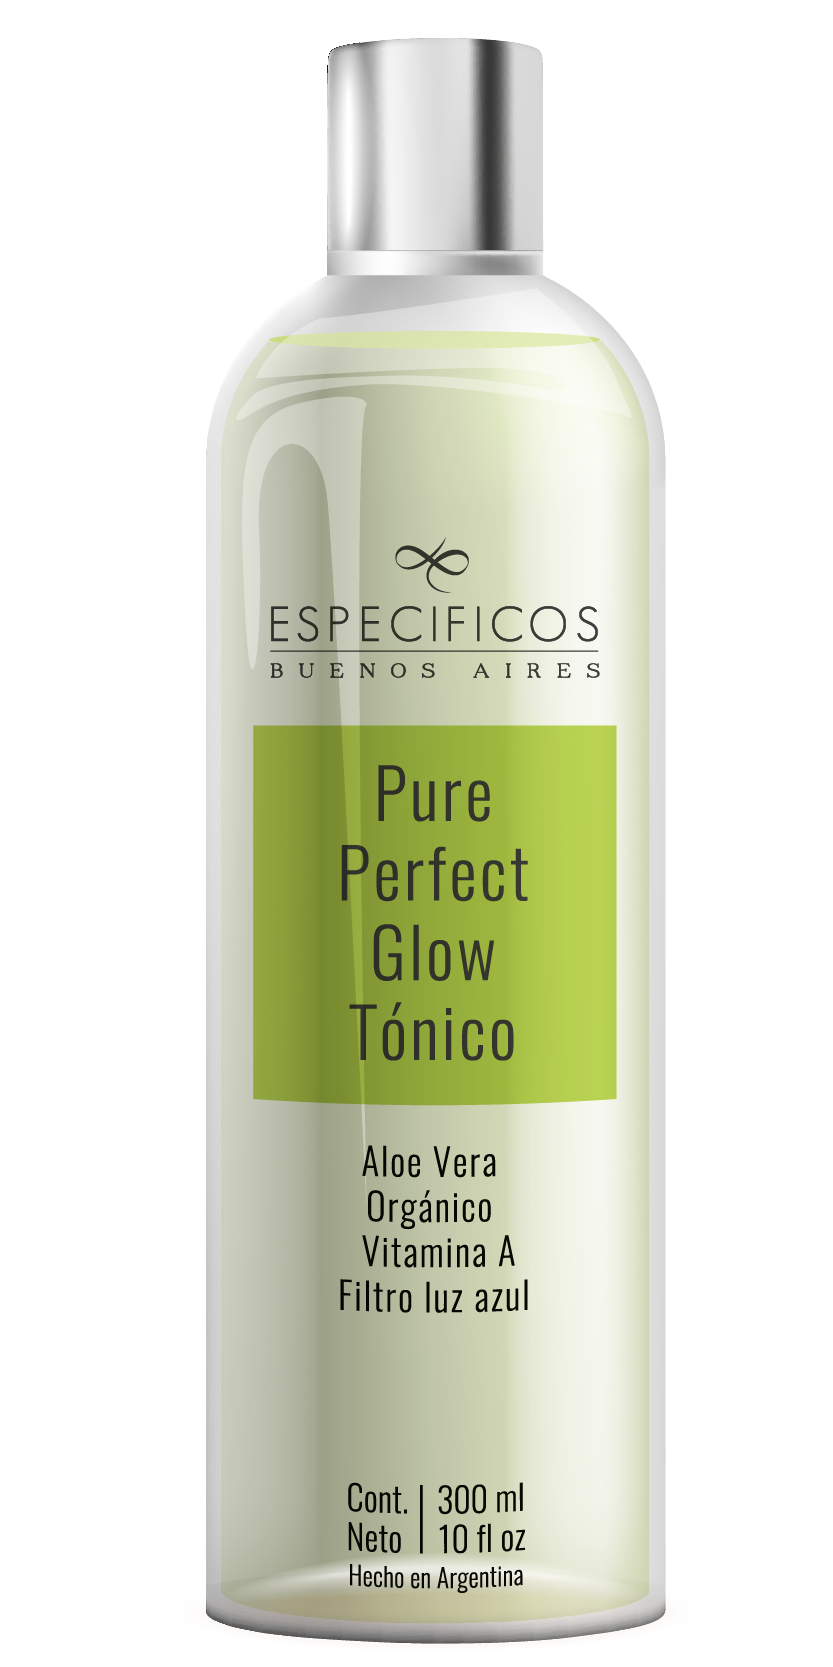 ESPECIFICOS
BUENOS AIRES
Pure
Perfect
Glow
Tónico
Aloe Vera
Orgánico
Vitamina A
Filtro luz azul
Cont. | 300 ml
Neto | 10 fl oz
Hecho en Argentina